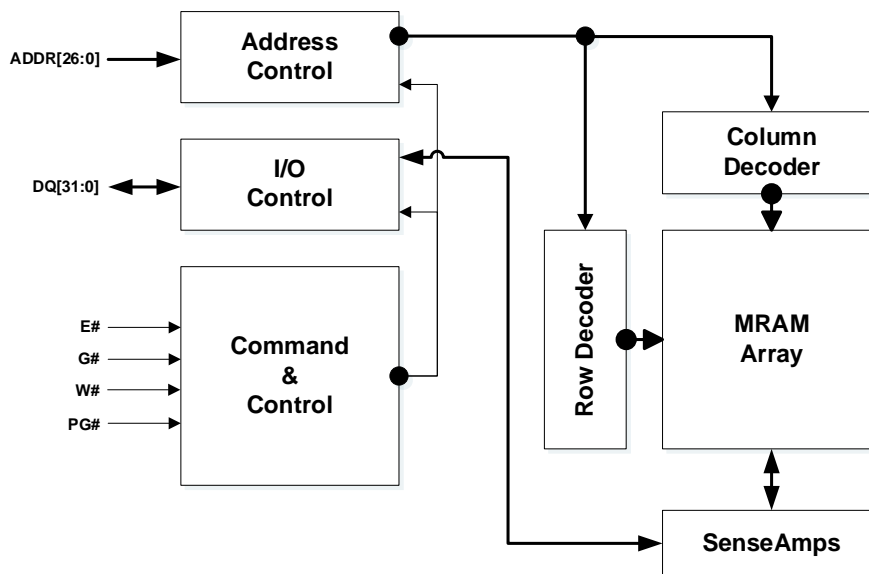 Address
Control
ADDR[26:0]
I/O
Control
DQ[31:0]
Column
Decoder
Row Decoder
MRAM
Array
Command
&
Control
E#
G#
W#
PG#
SenseAmps